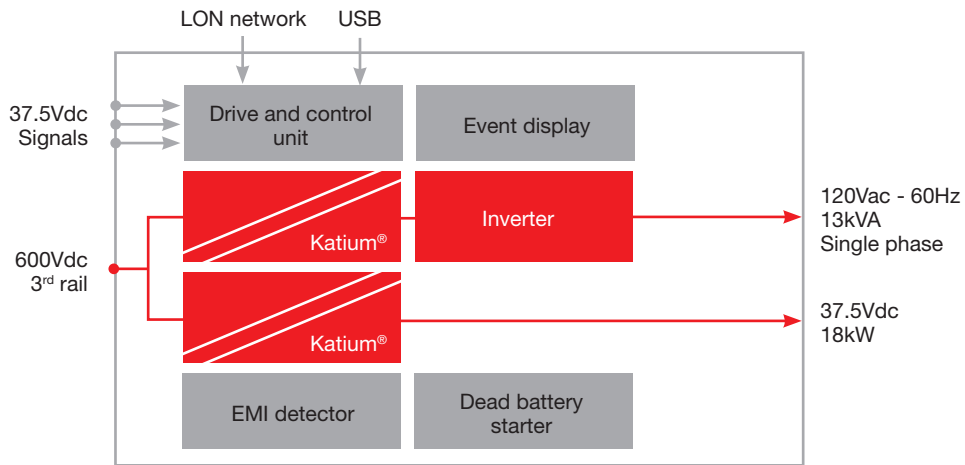 LON network
USB
37.5Vdc
Signals
Drive and control
unit
Event display
Katium®
Inverter
120Vac - 60Hz
13kVA
Single phase
600Vdc
3rd rail
Katium®
37.5Vdc
18kW
EMI detector
Dead battery
starter